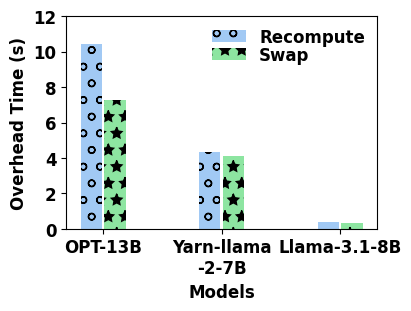 12
10
8
6
4
2
0
Overhead Time (s)
Recompute
Swap
OPT-13B
Yarn-llama
-2-7B
Llama-3.1-8B
Models